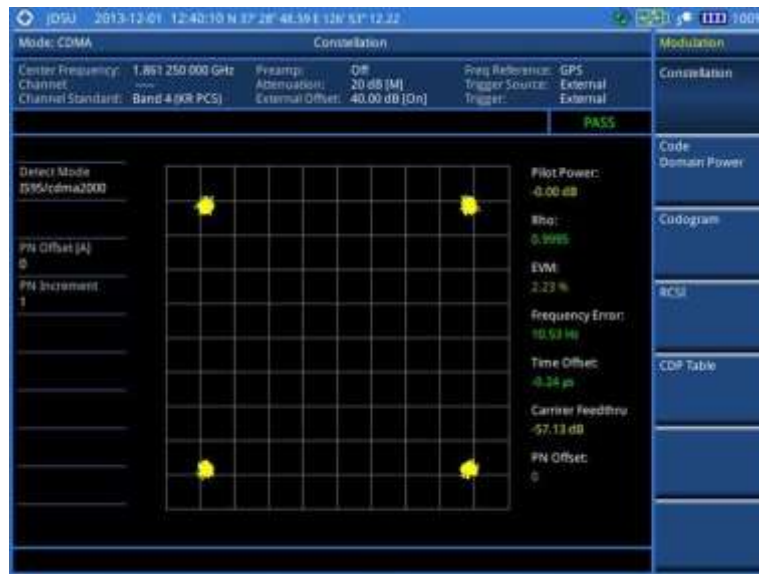 JDSU 2013-12-01 12:40:10 N 37° 28' 48.59 E 126° 53' 12.22 100%
Mode: CDMA Constellation Modulation
Center Frequency: 1.861 250 000 GHz Preamp: Off Freq Reference: GPS
Channel: ---- Attenuation: 20 dB [M] Trigger Source: External
Channel Standard: Band 4 (KR PCS) External Offset: 40.00 dB [On] Trigger: External
PASS
Detect Mode
IS95/cdma2000
PN Offset [A]
0
PN Increment
1
Pilot Power:
-0.00 dB
Rho:
0.9995
EVM:
2.23 %
Frequency Error:
10.53 Hz
Time Offset:
-0.24 µs
Carrirer Feedthru
-57.13 dB
PN Offset:
0
Constellation
Code
Domain Power
Codogram
RCSI
CDP Table